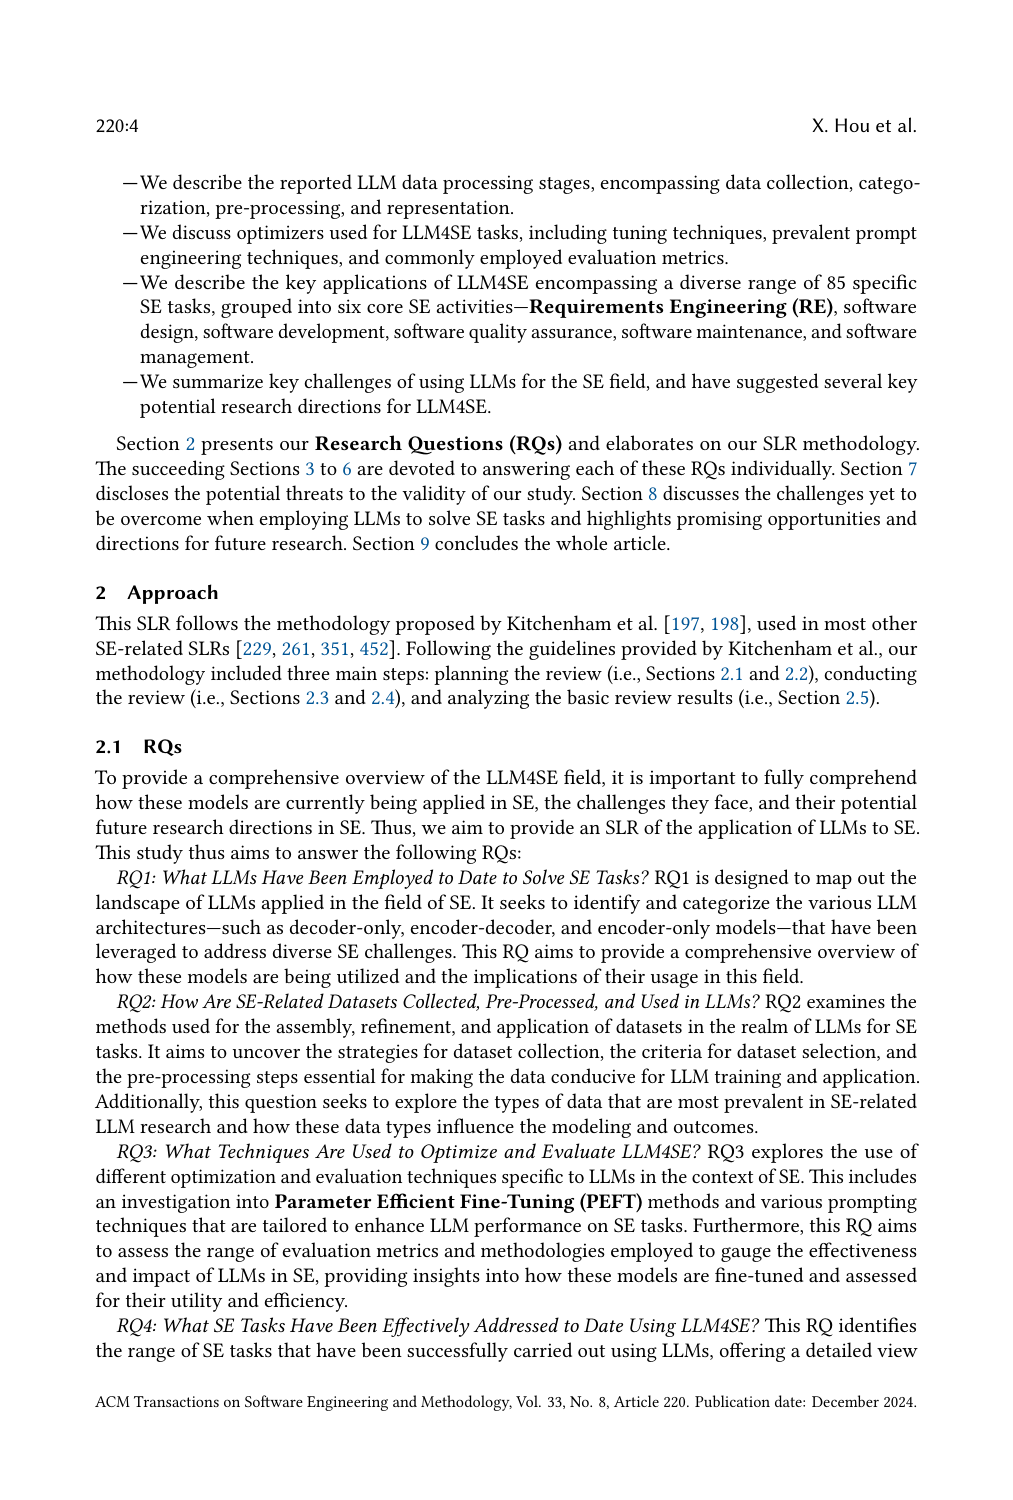 220:4 X. Hou et al.
—We describe the reported LLM data processing stages, encompassing data collection, catego-
rization, pre-processing, and representation.
—We discuss optimizers used for LLM4SE tasks, including tuning techniques, prevalent prompt
engineering techniques, and commonly employed evaluation metrics.
—We describe the key applications of LLM4SE encompassing a diverse range of 85 specific
SE tasks, grouped into six core SE activities—Requirements Engineering (RE), software
design, software development, software quality assurance, software maintenance, and software
management.
—We summarize key challenges of using LLMs for the SE field, and have suggested several key
potential research directions for LLM4SE.
Section 2 presents our Research Questions (RQs) and elaborates on our SLR methodology.
The succeeding Sections 3 to 6 are devoted to answering each of these RQs individually. Section 7
discloses the potential threats to the validity of our study. Section 8 discusses the challenges yet to
be overcome when employing LLMs to solve SE tasks and highlights promising opportunities and
directions for future research. Section 9 concludes the whole article.
2 Approach
This SLR follows the methodology proposed by Kitchenham et al. [197, 198], used in most other
SE-related SLRs [229, 261, 351, 452]. Following the guidelines provided by Kitchenham et al., our
methodology included three main steps: planning the review (i.e., Sections 2.1 and 2.2), conducting
the review (i.e., Sections 2.3 and 2.4), and analyzing the basic review results (i.e., Section 2.5).
2.1 RQs
To provide a comprehensive overview of the LLM4SE field, it is important to fully comprehend
how these models are currently being applied in SE, the challenges they face, and their potential
future research directions in SE. Thus, we aim to provide an SLR of the application of LLMs to SE.
This study thus aims to answer the following RQs:
RQ1: What LLMs Have Been Employed to Date to Solve SE Tasks? RQ1 is designed to map out the
landscape of LLMs applied in the field of SE. It seeks to identify and categorize the various LLM
architectures—such as decoder-only, encoder-decoder, and encoder-only models—that have been
leveraged to address diverse SE challenges. This RQ aims to provide a comprehensive overview of
how these models are being utilized and the implications of their usage in this field.
RQ2: How Are SE-Related Datasets Collected, Pre-Processed, and Used in LLMs? RQ2 examines the
methods used for the assembly, refinement, and application of datasets in the realm of LLMs for SE
tasks. It aims to uncover the strategies for dataset collection, the criteria for dataset selection, and
the pre-processing steps essential for making the data conducive for LLM training and application.
Additionally, this question seeks to explore the types of data that are most prevalent in SE-related
LLM research and how these data types influence the modeling and outcomes.
RQ3: What Techniques Are Used to Optimize and Evaluate LLM4SE? RQ3 explores the use of
different optimization and evaluation techniques specific to LLMs in the context of SE. This includes
an investigation into Parameter Efficient Fine-Tuning (PEFT) methods and various prompting
techniques that are tailored to enhance LLM performance on SE tasks. Furthermore, this RQ aims
to assess the range of evaluation metrics and methodologies employed to gauge the effectiveness
and impact of LLMs in SE, providing insights into how these models are fine-tuned and assessed
for their utility and efficiency.
RQ4: What SE Tasks Have Been Effectively Addressed to Date Using LLM4SE? This RQ identifies
the range of SE tasks that have been successfully carried out using LLMs, offering a detailed view
ACM Transactions on Software Engineering and Methodology, Vol. 33, No. 8, Article 220. Publication date: December 2024.